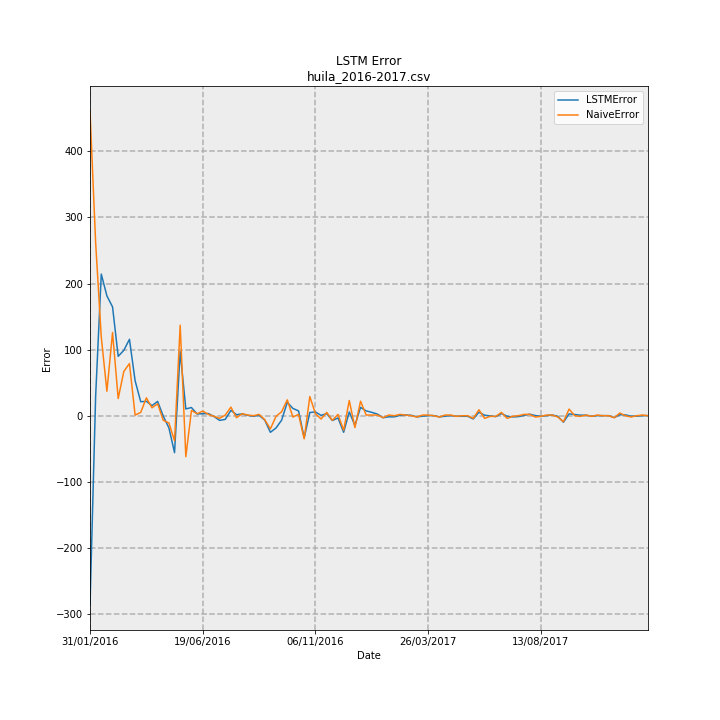 LSTM Error
huila_2016-2017.csv
LSTMError
NaiveError
400
300
200
100
0
−100
−200
−300
Error
31/01/2016
19/06/2016
06/11/2016
26/03/2017
13/08/2017
Date